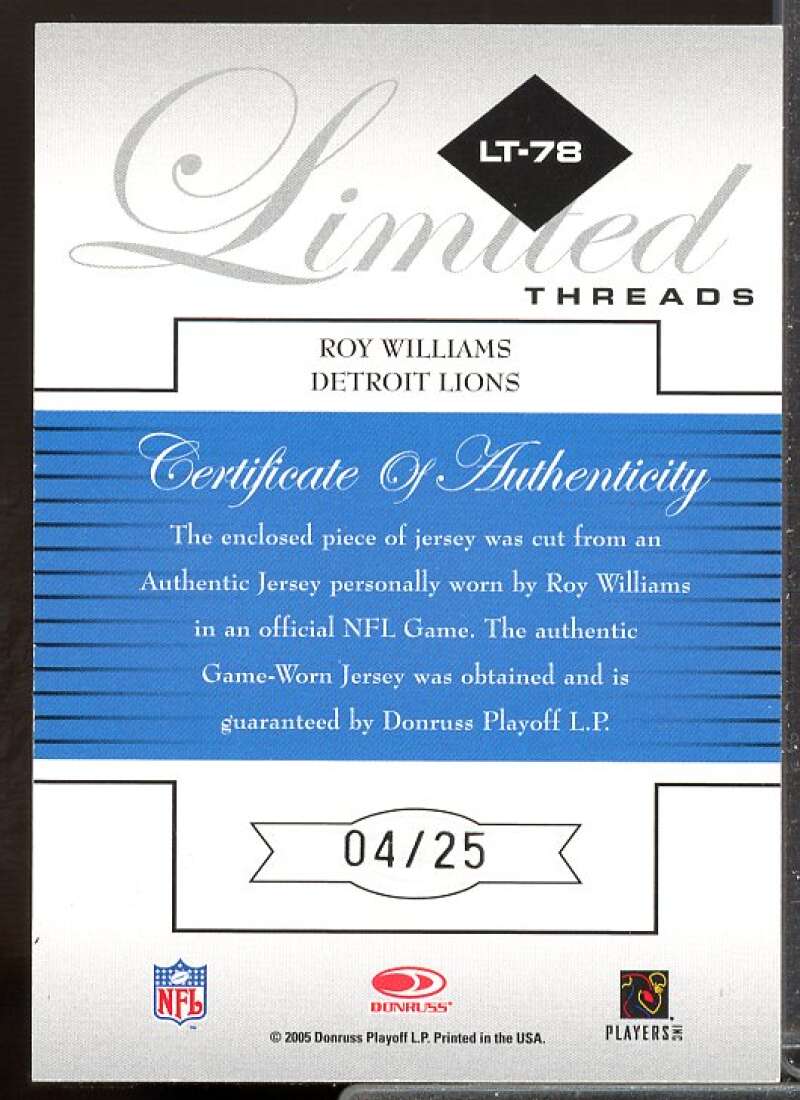 LT-78
Limited
THREADS
ROY WILLIAMS
DETROIT LIONS
Certificate Of Authenticity
The enclosed piece of jersey was cut from an
Authentic Jersey personally worn by Roy Williams
in an official NFL Game. The authentic
Game-Worn Jersey was obtained and is
guaranteed by Donruss Playoff L.P.
04/25
NFL
DONRUSS
PLAYERS INC
© 2005 Donruss Playoff L.P. Printed in the USA.